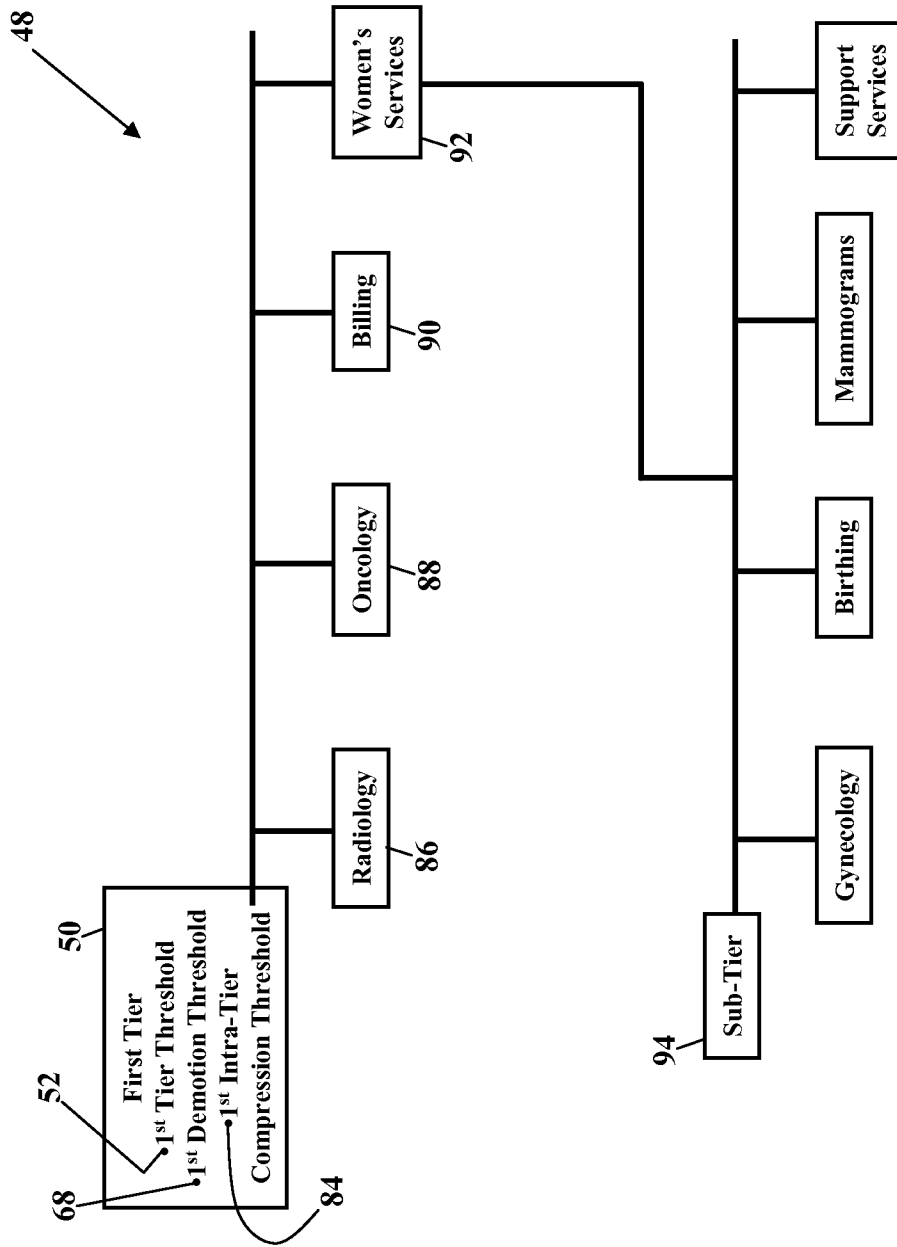 48
50
52
First Tier
•1st Tier Threshold
68
•1st Demotion Threshold
84
•1st Intra-Tier
Compression Threshold
Radiology
86
Oncology
88
Billing
90
Women's
Services
92
Sub-Tier
94
Gynecology
Birthing
Mammograms
Support
Services